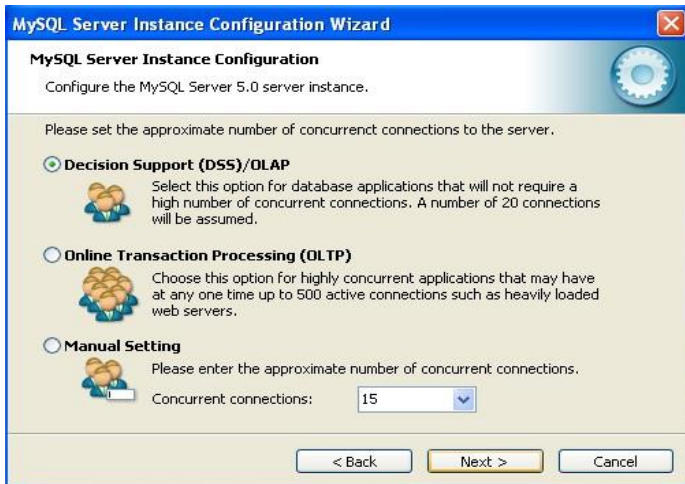 MySQL Server Instance Configuration Wizard
MySQL Server Instance Configuration
Configure the MySQL Server 5.0 server instance.
Please set the approximate number of concurrenct connections to the server.
Decision Support (DSS)/OLAP
Select this option for database applications that will not require a
high number of concurrent connections. A number of 20 connections
will be assumed.
Online Transaction Processing (OLTP)
Choose this option for highly concurrent applications that may have
at any one time up to 500 active connections such as heavily loaded
web servers.
Manual Setting
Please enter the approximate number of concurrent connections.
Concurrent connections: 15
< Back Next > Cancel